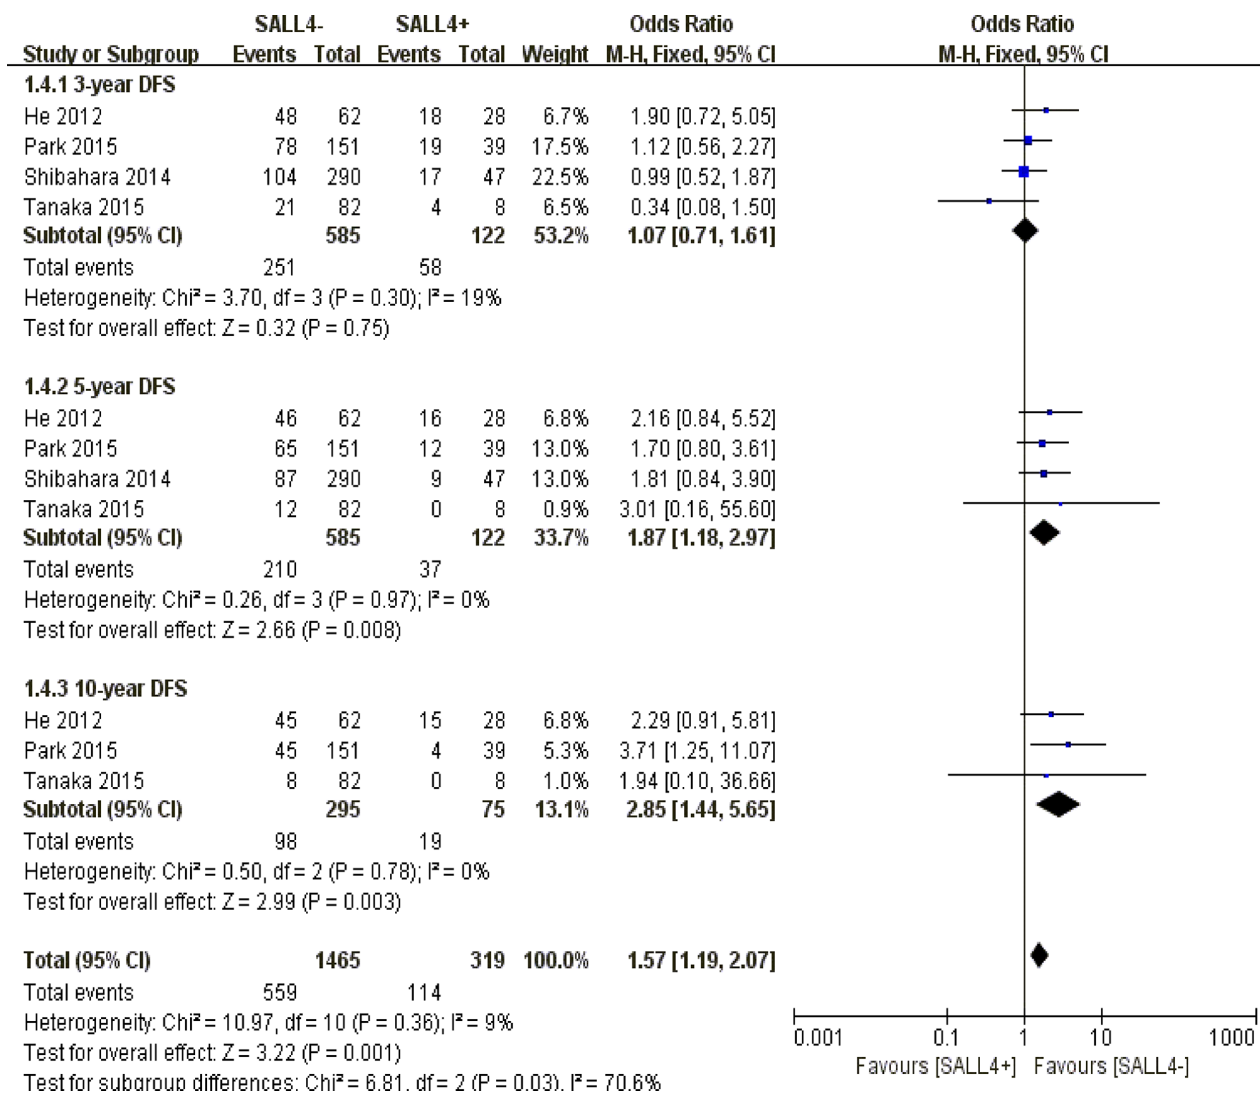 SALL4- SALL4+ Odds Ratio Odds Ratio
Study or Subgroup Events Total Events Total Weight M-H, Fixed, 95% CI M-H, Fixed, 95% CI
1.4.1 3-year DFS
He 2012 48 62 18 28 6.7% 1.90 [0.72, 5.05]
Park 2015 78 151 19 39 17.5% 1.12 [0.56, 2.27]
Shibahara 2014 104 290 17 47 22.5% 0.99 [0.52, 1.87]
Tanaka 2015 21 82 4 8 6.5% 0.34 [0.08, 1.50]
Subtotal (95% CI) 585 122 53.2% 1.07 [0.71, 1.61]
Total events 251 58
Heterogeneity: Chi² = 3.70, df = 3 (P = 0.30); I² = 19%
Test for overall effect: Z = 0.32 (P = 0.75)
1.4.2 5-year DFS
He 2012 46 62 16 28 6.8% 2.16 [0.84, 5.52]
Park 2015 65 151 12 39 13.0% 1.70 [0.80, 3.61]
Shibahara 2014 87 290 9 47 13.0% 1.81 [0.84, 3.90]
Tanaka 2015 12 82 0 8 0.9% 3.01 [0.16, 55.60]
Subtotal (95% CI) 585 122 33.7% 1.87 [1.18, 2.97]
Total events 210 37
Heterogeneity: Chi² = 0.26, df = 3 (P = 0.97); I² = 0%
Test for overall effect: Z = 2.66 (P = 0.008)
1.4.3 10-year DFS
He 2012 45 62 15 28 6.8% 2.29 [0.91, 5.81]
Park 2015 45 151 4 39 5.3% 3.71 [1.25, 11.07]
Tanaka 2015 8 82 0 8 1.0% 1.94 [0.10, 36.66]
Subtotal (95% CI) 295 75 13.1% 2.85 [1.44, 5.65]
Total events 98 19
Heterogeneity: Chi² = 0.50, df = 2 (P = 0.78); I² = 0%
Test for overall effect: Z = 2.99 (P = 0.003)
Total (95% CI) 1465 319 100.0% 1.57 [1.19, 2.07]
Total events 559 114
Heterogeneity: Chi² = 10.97, df = 10 (P = 0.36); I² = 9%
Test for overall effect: Z = 3.22 (P = 0.001)
Test for subgroup differences: Chi² = 6.81, df = 2 (P = 0.03), I² = 70.6%
0.001 0.1 1 10 1000
Favours [SALL4+] Favours [SALL4-]